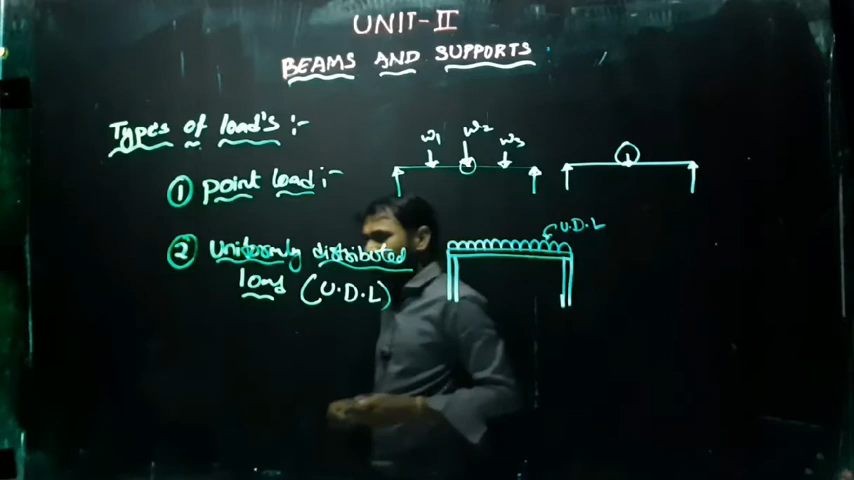 UNIT-II
BEAMS AND SUPPORTS
Types of load's :-
① point load :-
w₁ w₂ w₃
② Uniformly distributed
load (U.D.L)
U.D.L